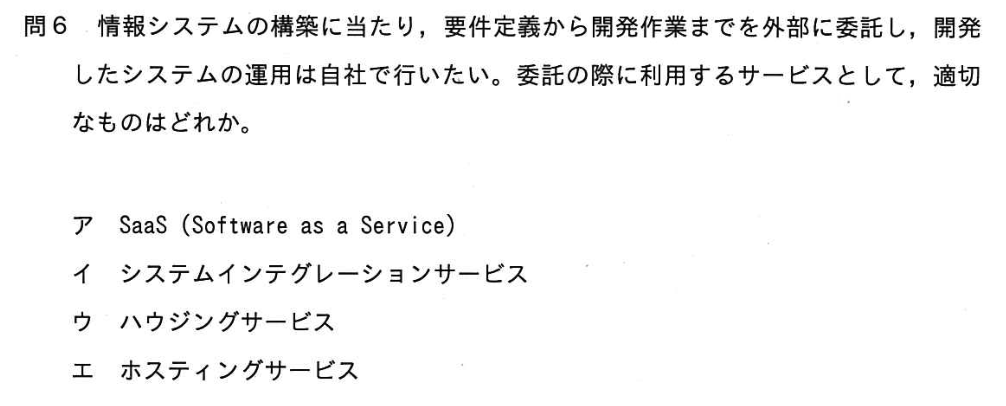 問６　情報システムの構築に当たり，要件定義から開発作業までを外部に委託し，開発
したシステムの運用は自社で行いたい。委託の際に利用するサービスとして，適切
なものはどれか。
ア　SaaS (Software as a Service)
イ　システムインテグレーションサービス
ウ　ハウジングサービス
エ　ホスティングサービス